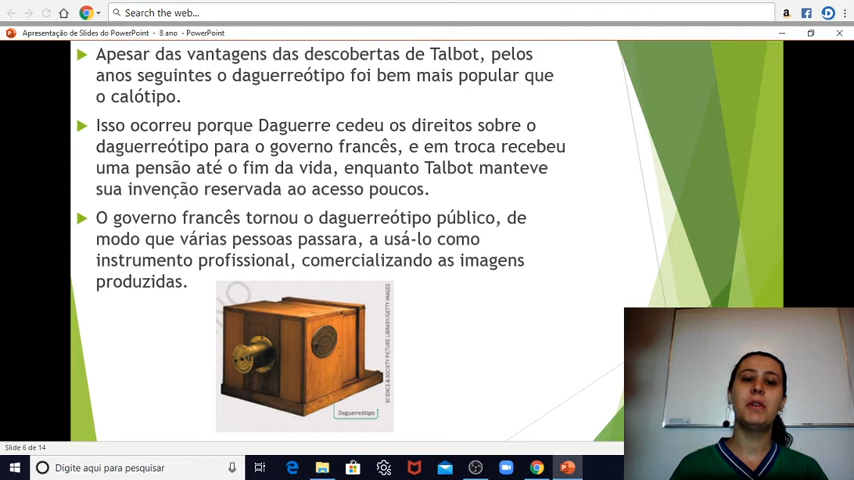 Search the web...
Apresentação de Slides do PowerPoint - 8 ano - PowerPoint
Apesar das vantagens das descobertas de Talbot, pelos
anos seguintes o daguerreótipo foi bem mais popular que
o calótipo.
Isso ocorreu porque Daguerre cedeu os direitos sobre o
daguerreótipo para o governo francês, e em troca recebeu
uma pensão até o fim da vida, enquanto Talbot manteve
sua invenção reservada ao acesso poucos.
O governo francês tornou o daguerreótipo público, de
modo que várias pessoas passara, a usá-lo como
instrumento profissional, comercializando as imagens
produzidas.
SCIENCE & SOCIETY PICTURE LIBRARY/GETTY IMAGES
Daguerreótipo
Slide 6 de 14
Digite aqui para pesquisar